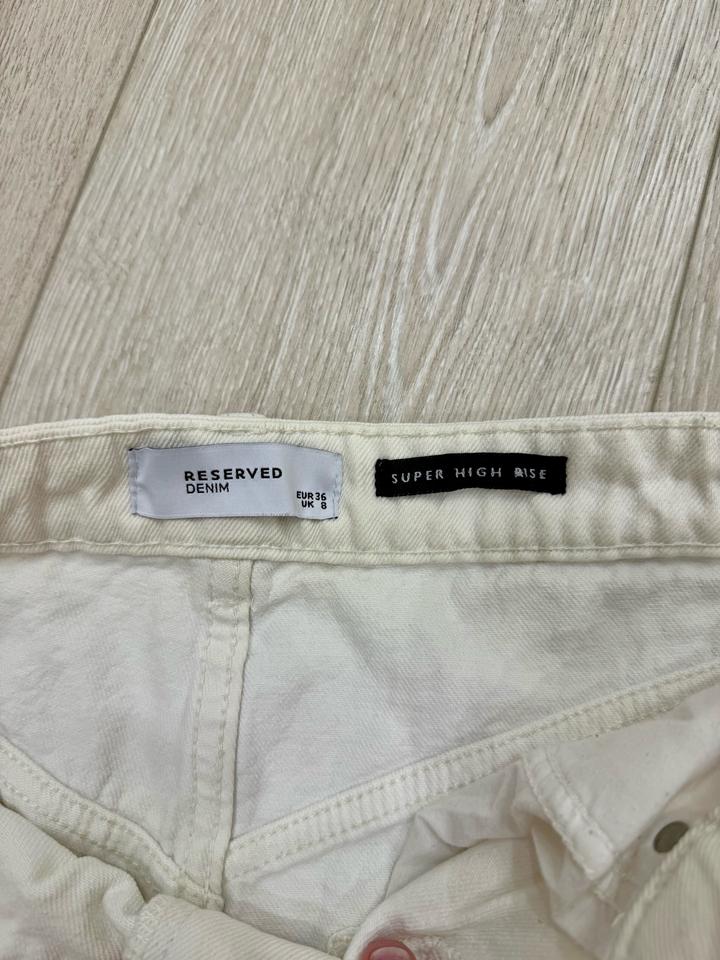 RESERVED
DENIM
EUR 36
UK 8
SUPER HIGH RISE